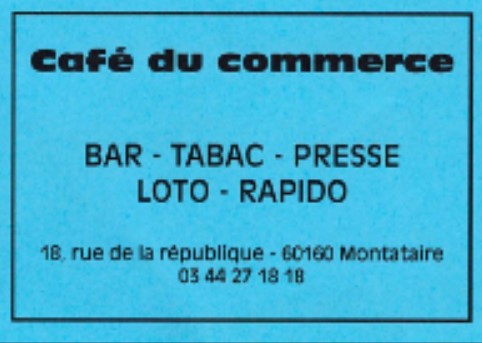 Café du commerce
BAR - TABAC - PRESSE
LOTO - RAPIDO
18, rue de la république - 60160 Montataire
03 44 27 18 18